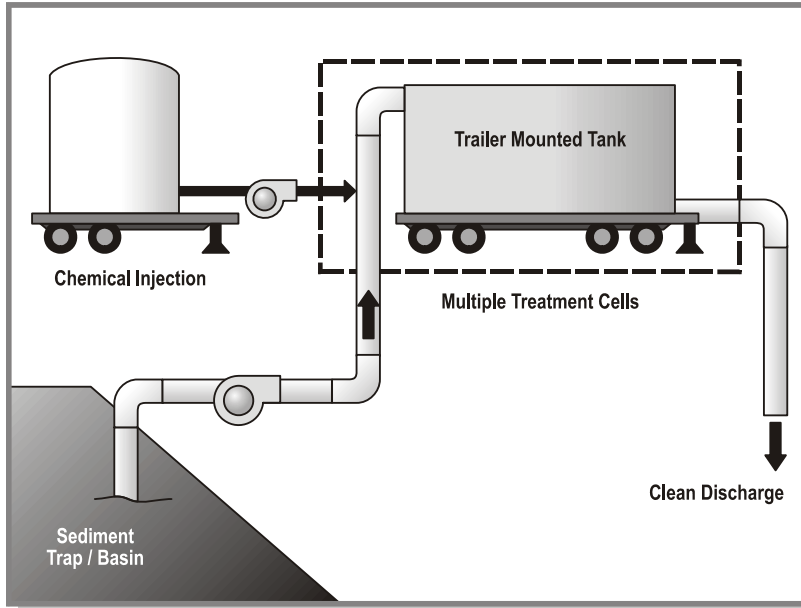 Trailer Mounted Tank
Chemical Injection
Multiple Treatment Cells
Clean Discharge
Sediment
Trap / Basin